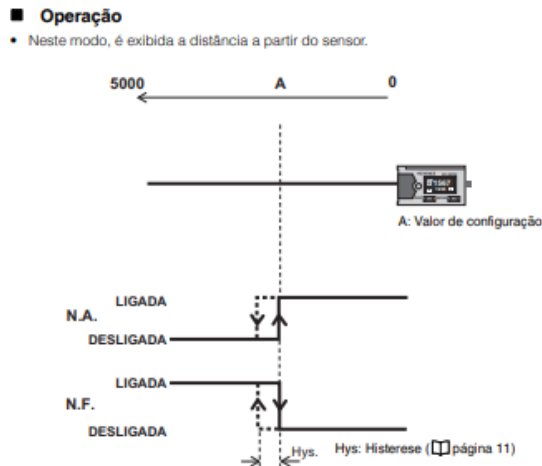 ■ Operação
• Neste modo, é exibida a distância a partir do sensor.
5000 A 0
1567
A: Valor de configuração
LIGADA
N.A.
DESLIGADA
LIGADA
N.F.
DESLIGADA
Hys. Hys: Histerese (página 11)